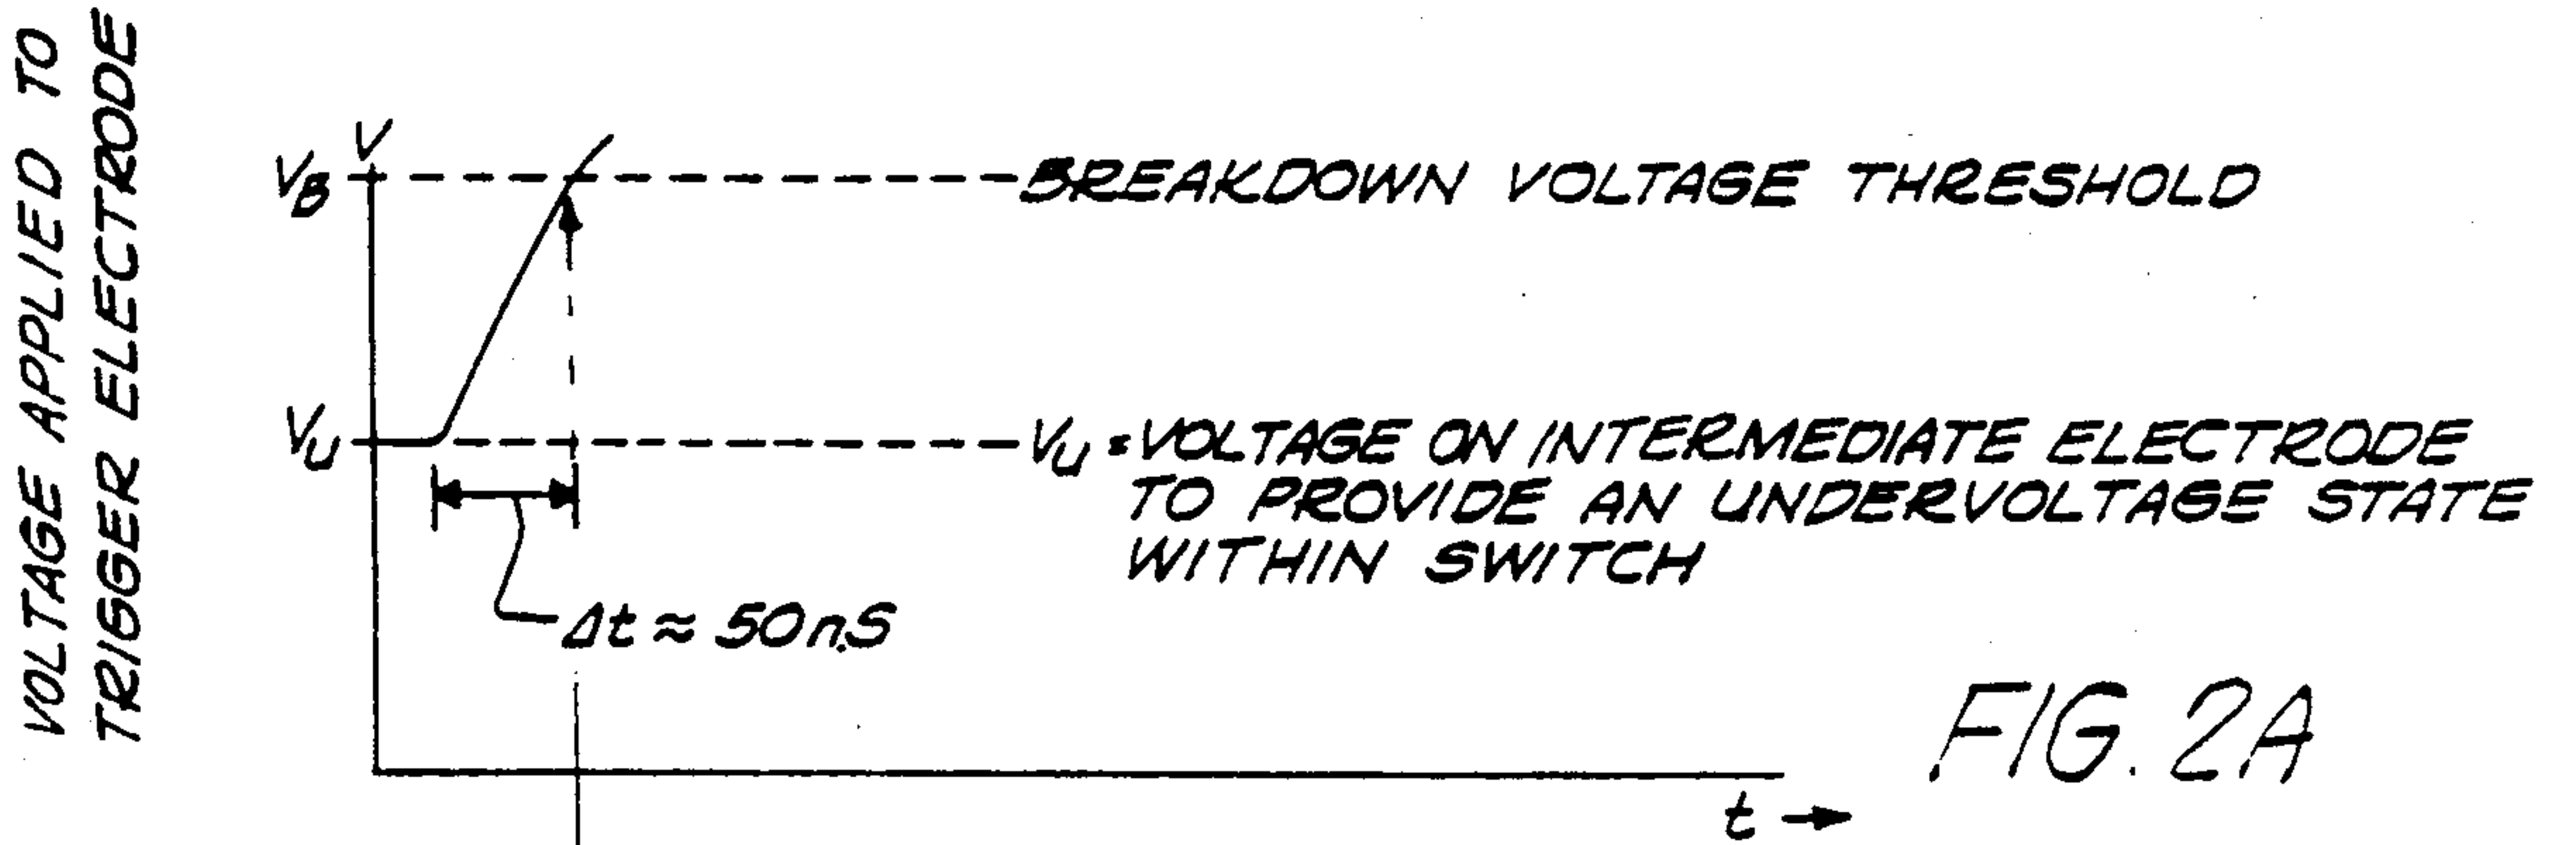 VOLTAGE APPLIED TO
TRIGGER ELECTRODE
V
VB
BREAKDOWN VOLTAGE THRESHOLD
VU
VU = VOLTAGE ON INTERMEDIATE ELECTRODE
TO PROVIDE AN UNDERVOLTAGE STATE
WITHIN SWITCH
Δt ≈ 50nS
FIG. 2A
t →